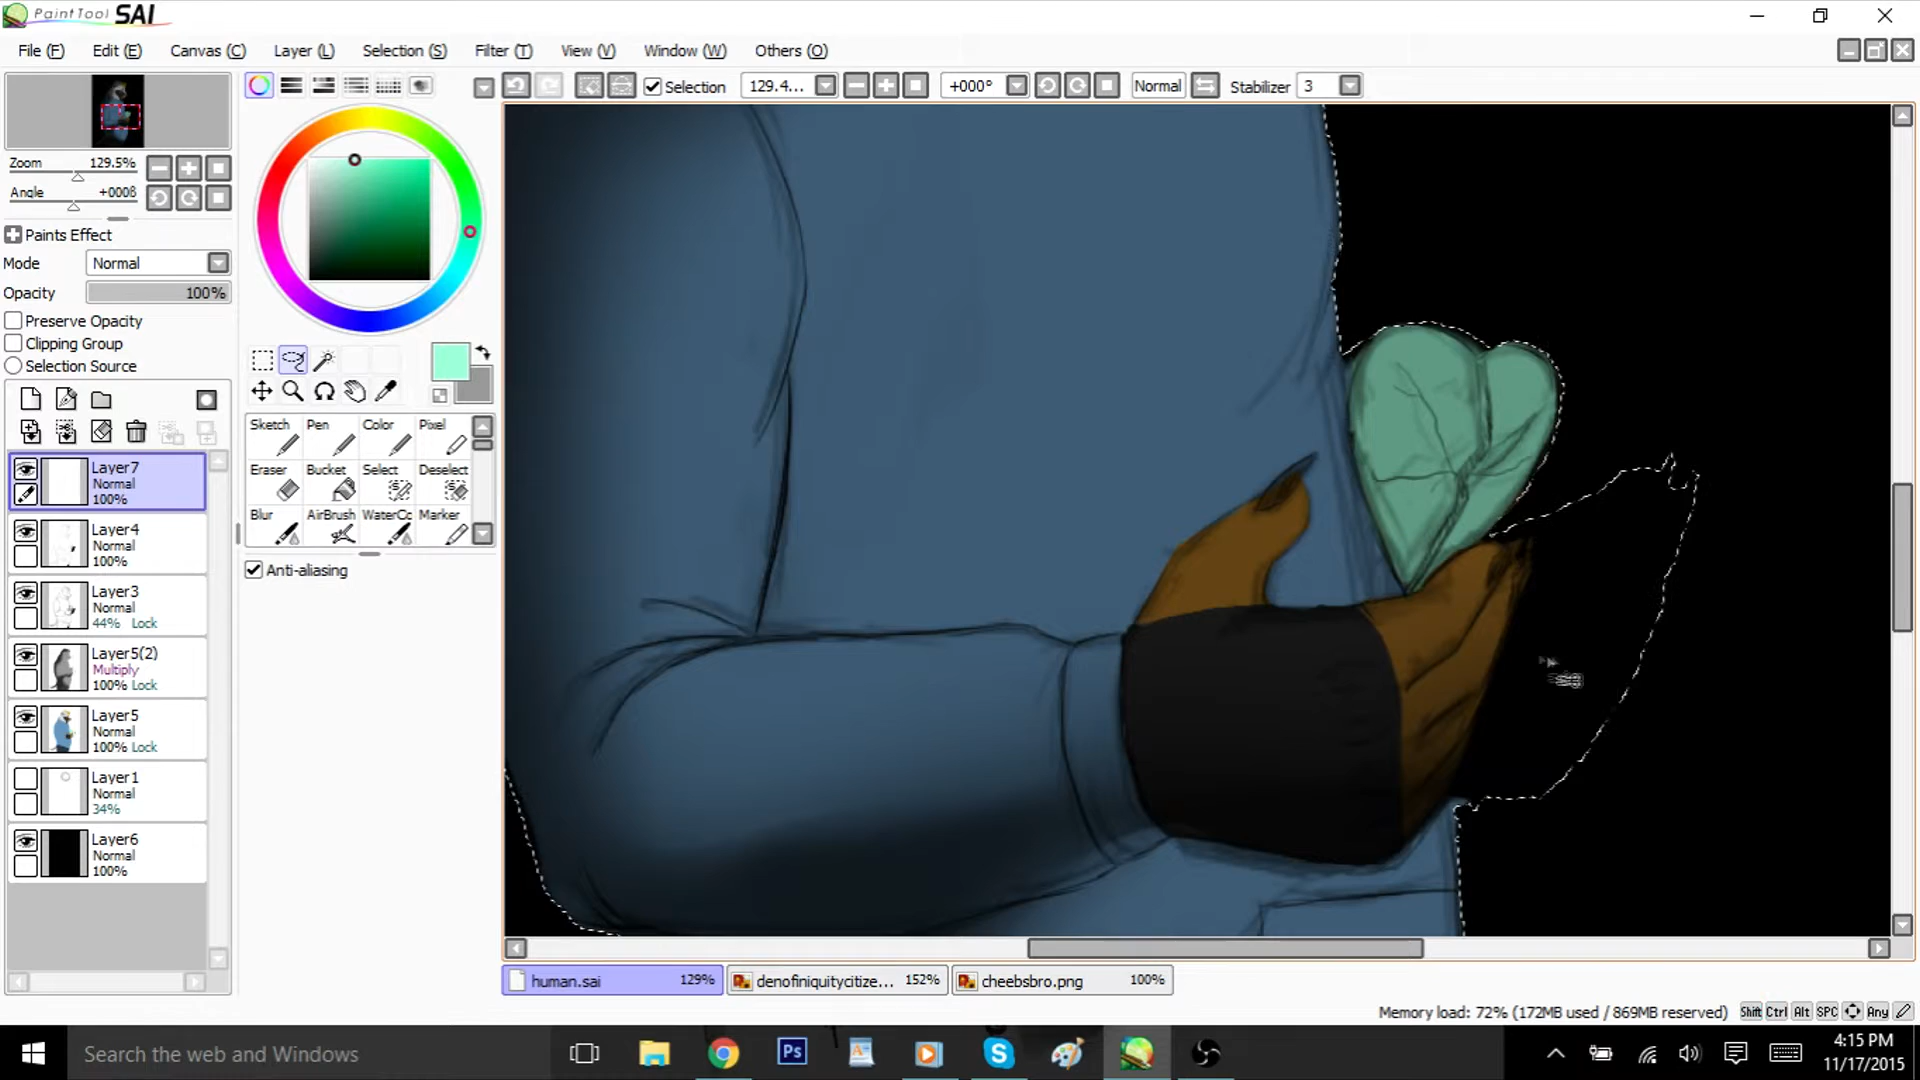 PaintTool SAI
File (F) Edit (E) Canvas (C) Layer (L) Selection (S) Filter (T) View (V) Window (W) Others (O)
Selection 129.4... +000° Normal Stabilizer 3
Zoom 129.5%
Angle +000ß
Paints Effect
Mode Normal
Opacity 100%
Preserve Opacity
Clipping Group
Selection Source
Sketch Pen Color Pixel
Eraser Bucket Select Deselect
Blur AirBrush WaterCo Marker
Anti-aliasing
Layer7
Normal
100%
Layer4
Normal
100%
Layer3
Normal
44% Lock
Layer5(2)
Multiply
100% Lock
Layer5
Normal
100% Lock
Layer1
Normal
34%
Layer6
Normal
100%
human.sai 129% denofiniquitycitize... 152% cheebsbro.png 100%
Memory load: 72% (172MB used / 869MB reserved) Shift Ctrl Alt SPC Any
Search the web and Windows
Ps
4:15 PM
11/17/2015